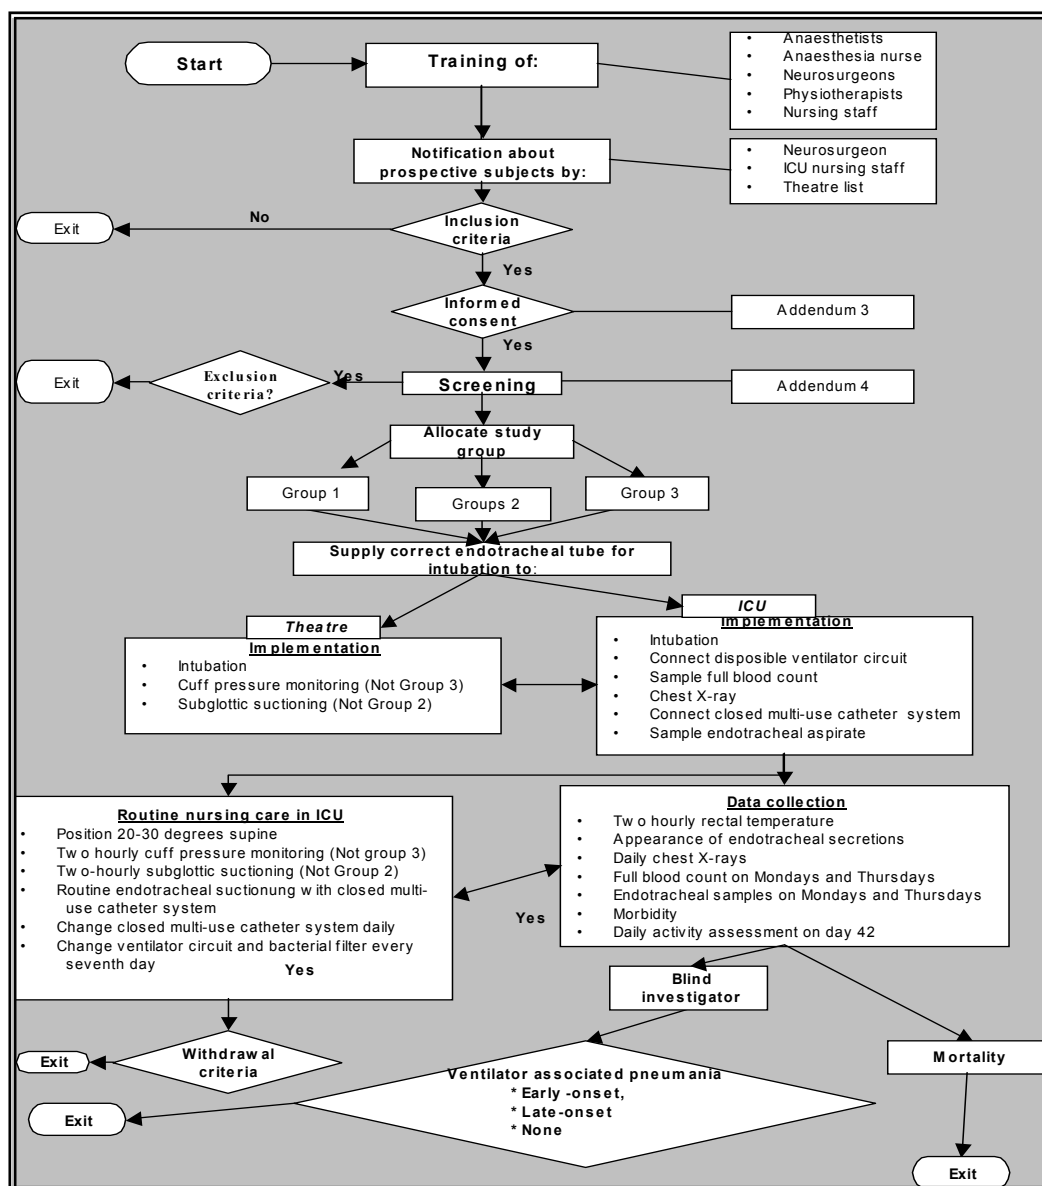 Start
Training of:
• Anaesthetists
• Anaesthesia nurse
• Neurosurgeons
• Physiotherapists
• Nursing staff
Notification about
prospective subjects by:
• Neurosurgeon
• ICU nursing staff
• Theatre list
No
Exit
Inclusion
criteria
Yes
Informed
consent
Addendum 3
Yes
Exit
Exclusion
criteria?
Yes
Screening
Addendum 4
Allocate study
group
Group 1
Groups 2
Group 3
Supply correct endotracheal tube for
intubation to:
Theatre
Implementation
• Intubation
• Cuff pressure monitoring (Not Group 3)
• Subglottic suctioning (Not Group 2)
ICU
Implementation
• Intubation
• Connect disposible ventilator circuit
• Sample full blood count
• Chest X-ray
• Connect closed multi-use catheter system
• Sample endotracheal aspirate
Routine nursing care in ICU
• Position 20-30 degrees supine
• Two hourly cuff pressure monitoring (Not group 3)
• Two-hourly subglottic suctioning (Not Group 2)
• Routine endotracheal suctionung with closed multi-
use catheter system
• Change closed multi-use catheter system daily
• Change ventilator circuit and bacterial filter every
seventh day
Yes
Data collection
• Two hourly rectal temperature
• Appearance of endotracheal secretions
• Daily chest X-rays
• Full blood count on Mondays and Thursdays
• Endotracheal samples on Mondays and Thursdays
• Morbidity
• Daily activity assessment on day 42
Yes
Blind
investigator
Exit
Withdrawal
criteria
Mortality
Ventilator associated pneumania
* Early -onset,
* Late-onset
* None
Exit
Exit